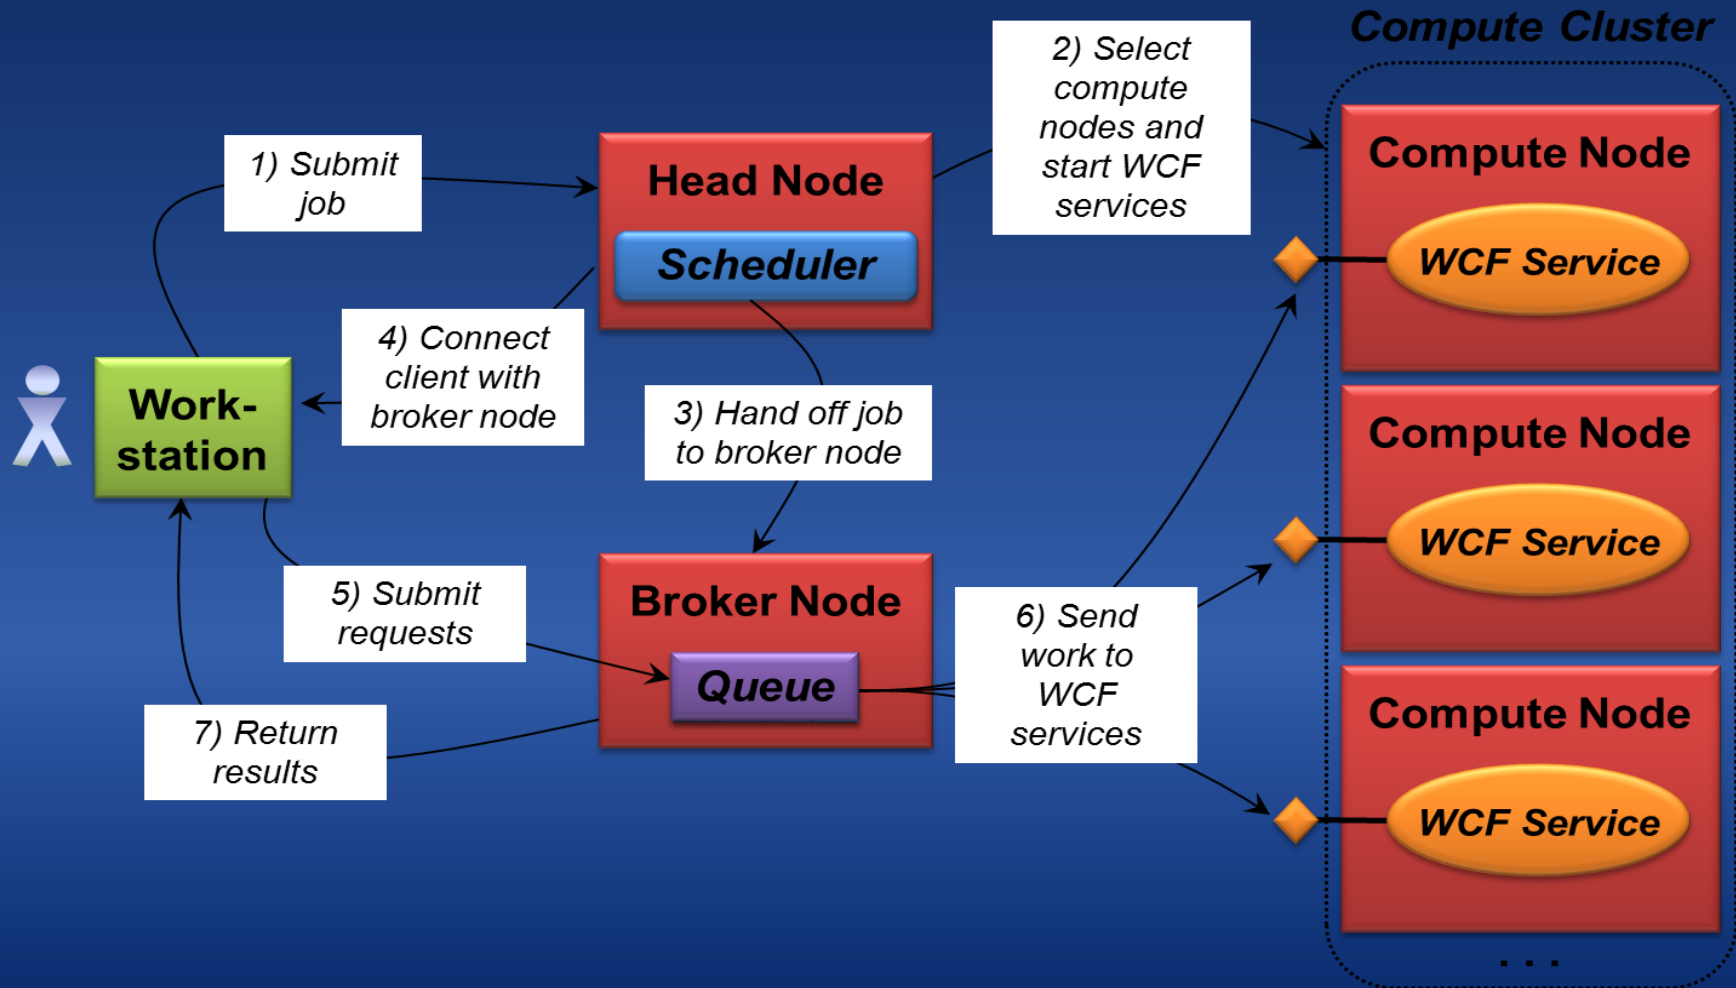 Compute Cluster
2) Select
compute
nodes and
start WCF
services
1) Submit
job
Head Node
Scheduler
Compute Node
WCF Service
4) Connect
client with
broker node
Work-
station
3) Hand off job
to broker node
Compute Node
WCF Service
5) Submit
requests
Broker Node
Queue
6) Send
work to
WCF
services
7) Return
results
Compute Node
WCF Service
. . .